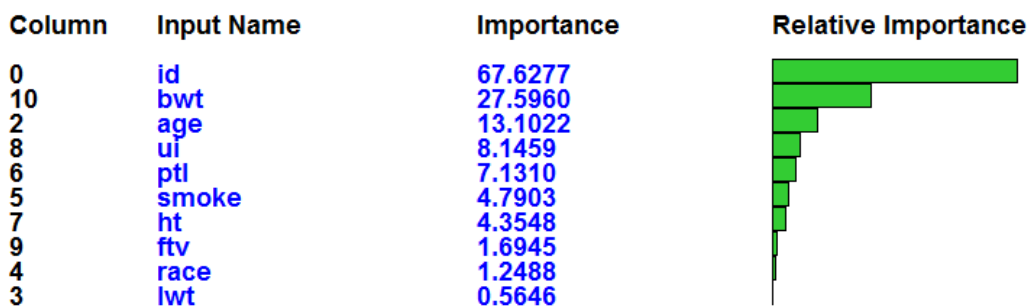 Column Input Name Importance Relative Importance
0 id 67.6277
10 bwt 27.5960
2 age 13.1022
8 ui 8.1459
6 ptl 7.1310
5 smoke 4.7903
7 ht 4.3548
9 ftv 1.6945
4 race 1.2488
3 lwt 0.5646